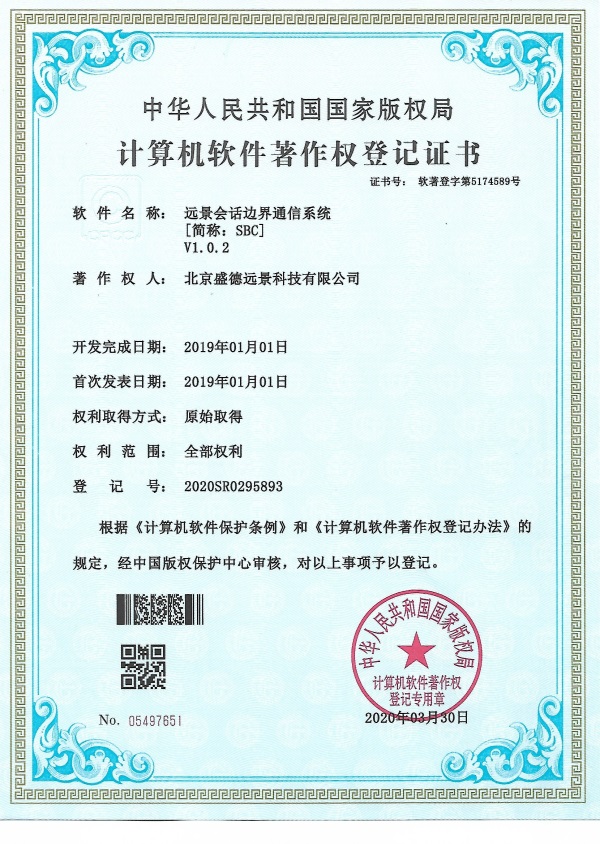 中华人民共和国国家版权局
计算机软件著作权登记证书
证书号： 软著登字第5174589号
软件名称： 远景会话边界通信系统
[简称：SBC]
V1.0.2
著作权人： 北京盛德远景科技有限公司
开发完成日期： 2019年01月01日
首次发表日期： 2019年01月01日
权利取得方式： 原始取得
权利范围： 全部权利
登记号： 2020SR0295893
根据《计算机软件保护条例》和《计算机软件著作权登记办法》的
规定，经中国版权保护中心审核，对以上事项予以登记。
中华人民共和国国家版权局
计算机软件著作权
登记专用章
No. 05497651
2020年03月30日